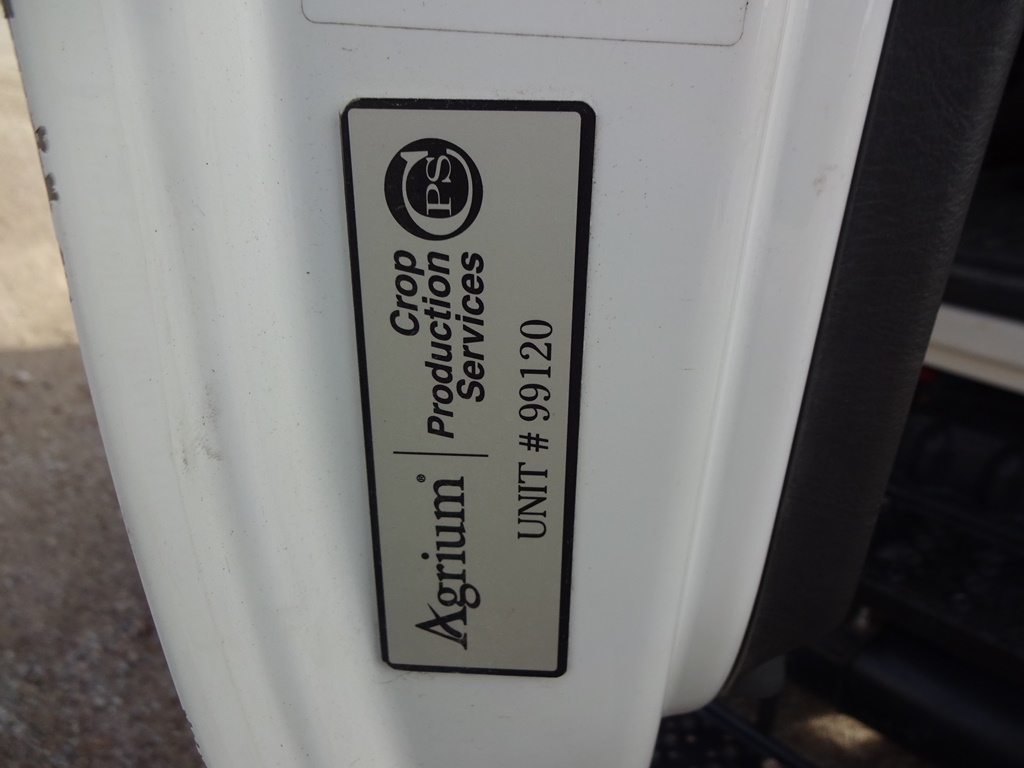 Agrium®
Crop
Production
Services
CPS
UNIT # 99120